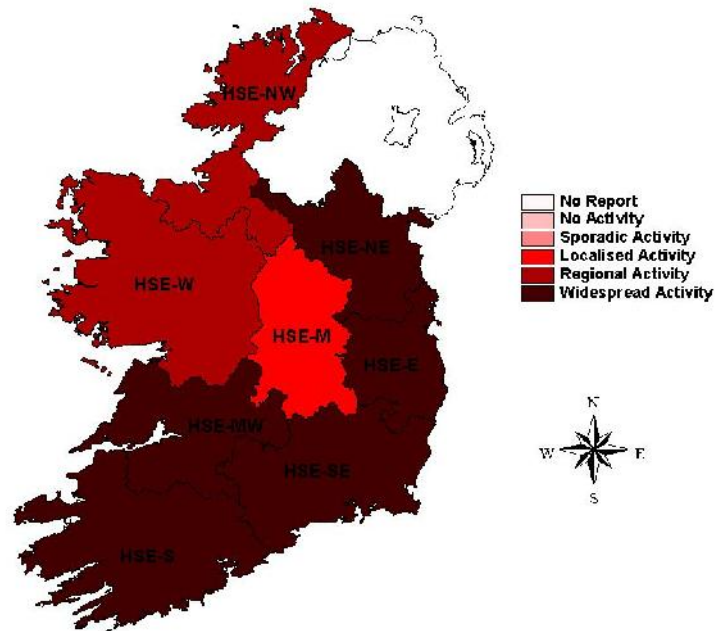 HSE-NW
HSE-NE
HSE-W
HSE-M
HSE-E
HSE-MW
HSE-SE
HSE-S
No Report
No Activity
Sporadic Activity
Localised Activity
Regional Activity
Widespread Activity
N
W E
S